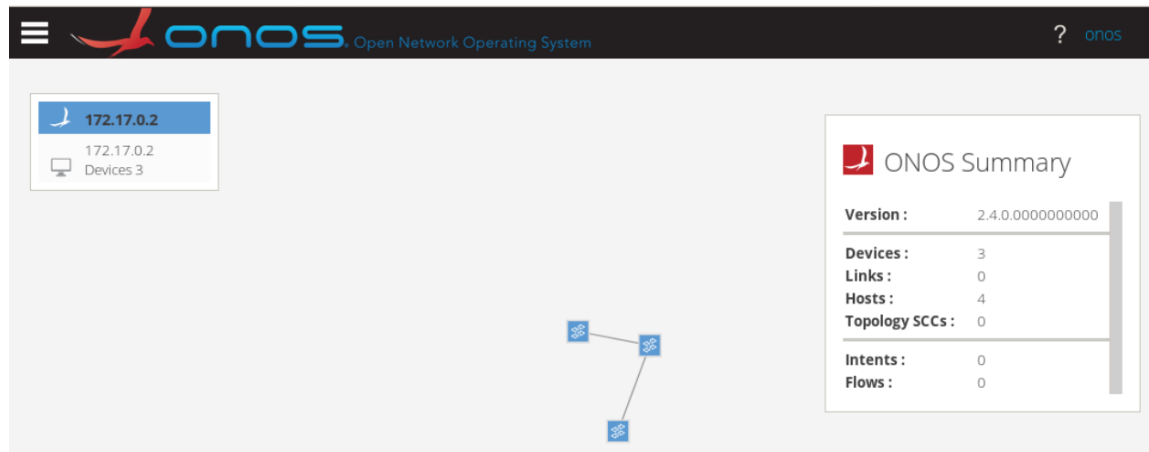 onos. Open Network Operating System
? onos
172.17.0.2
172.17.0.2
Devices 3
ONOS Summary
Version : 2.4.0.0000000000
Devices : 3
Links : 0
Hosts : 4
Topology SCCs : 0
Intents : 0
Flows : 0